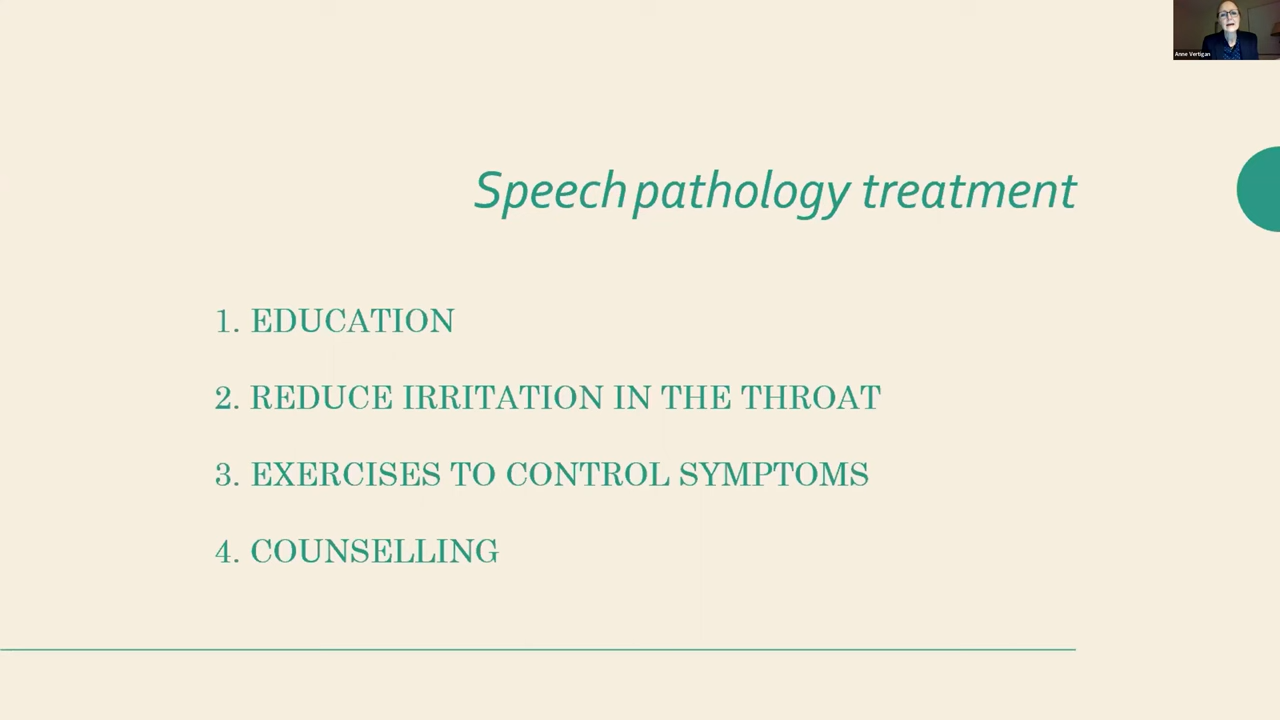 Anne Vertigan
Speech pathology treatment
1. EDUCATION
2. REDUCE IRRITATION IN THE THROAT
3. EXERCISES TO CONTROL SYMPTOMS
4. COUNSELLING